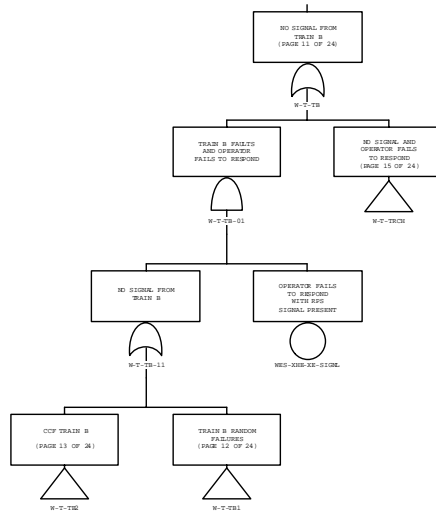 NO SIGNAL FROM
TRAIN B
(PAGE 11 OF 24)
W-T-TB
TRAIN B FAULTS
AND OPERATOR
FAILS TO RESPOND
NO SIGNAL AND
OPERATOR FAILS
TO RESPOND
(PAGE 15 OF 24)
W-T-TB-01
W-T-TRCH
NO SIGNAL FROM
TRAIN B
OPERATOR FAILS
TO RESPOND
WITH RPS
SIGNAL PRESENT
W-T-TB-11
WES-XHE-XE-SIGNL
CCF TRAIN B
(PAGE 13 OF 24)
TRAIN B RANDOM
FAILURES
(PAGE 12 OF 24)
W-T-TB2
W-T-TB1